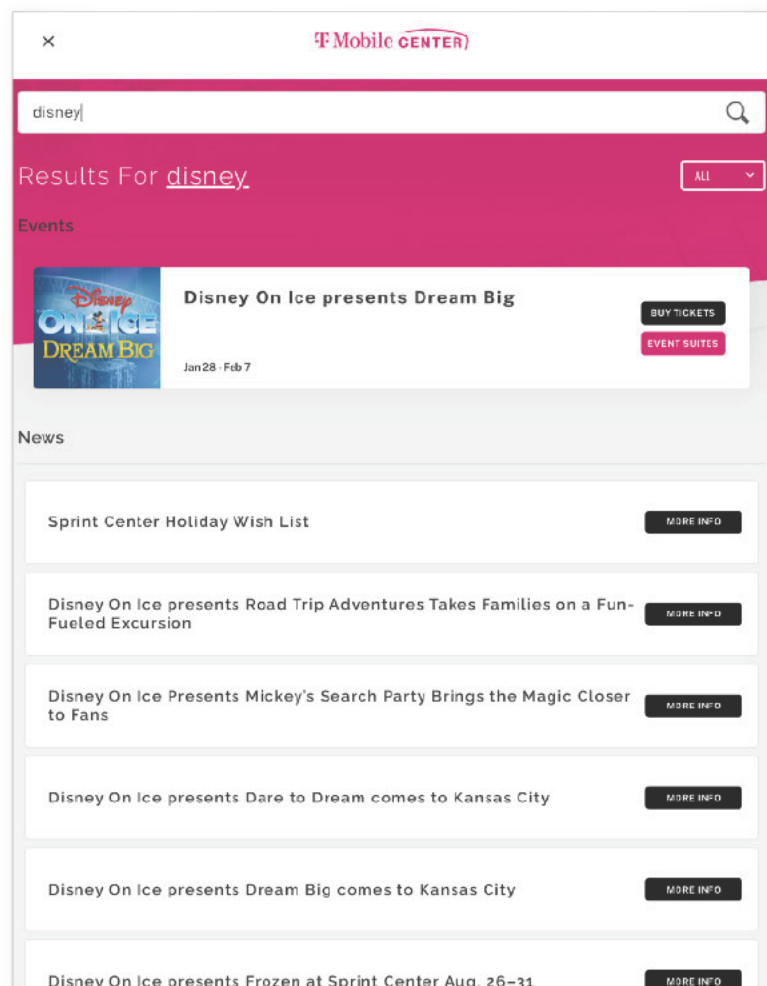 ×
T Mobile CENTER
disney
Results For disney
ALL
Events
Disney
ON ICE
DREAM BIG
Disney On Ice presents Dream Big
Jan 28 - Feb 7
BUY TICKETS
EVENT SUITES
News
Sprint Center Holiday Wish List
MORE INFO
Disney On Ice presents Road Trip Adventures Takes Families on a Fun-
Fueled Excursion
MORE INFO
Disney On Ice Presents Mickey's Search Party Brings the Magic Closer
to Fans
MORE INFO
Disney On Ice presents Dare to Dream comes to Kansas City
MORE INFO
Disney On Ice presents Dream Big comes to Kansas City
MORE INFO
Disney On Ice presents Frozen at Sprint Center Aug. 26–31
MORE INFO